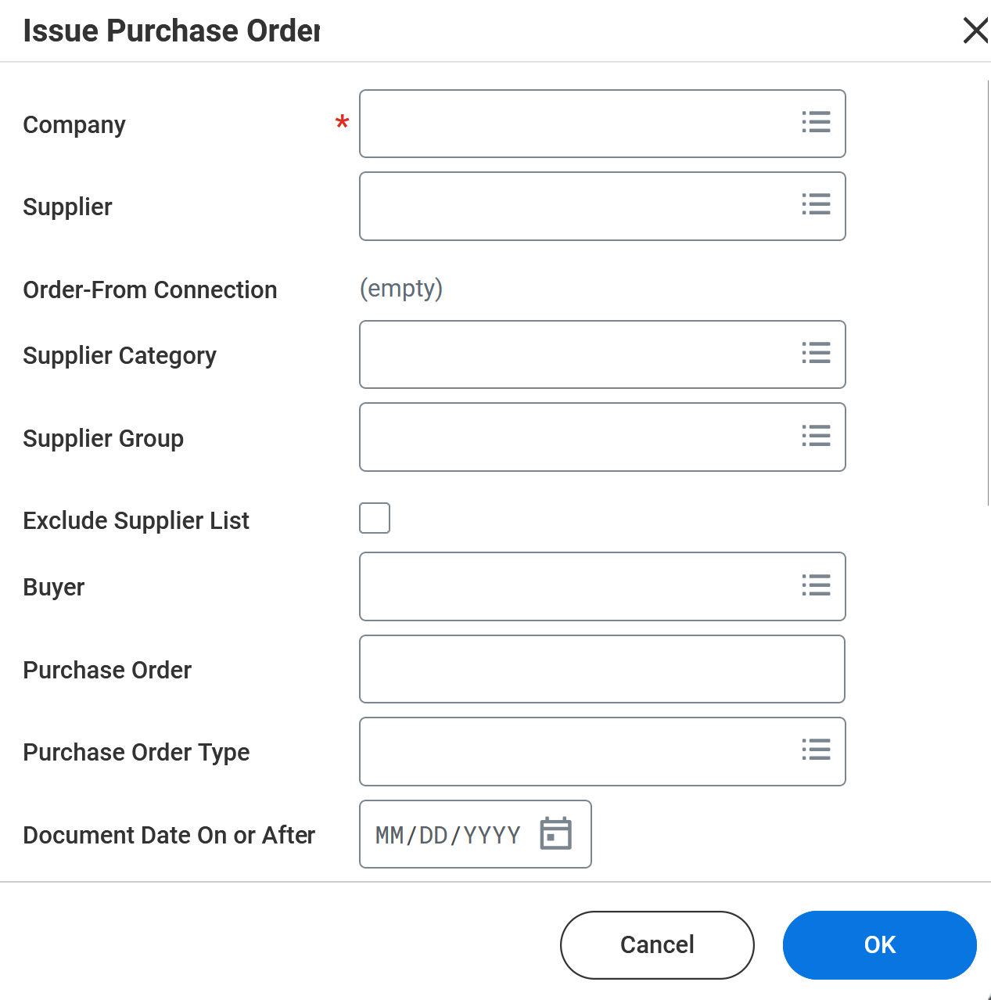 Issue Purchase Order
Company *
Supplier
Order-From Connection (empty)
Supplier Category
Supplier Group
Exclude Supplier List
Buyer
Purchase Order
Purchase Order Type
Document Date On or After MM/DD/YYYY
Cancel OK